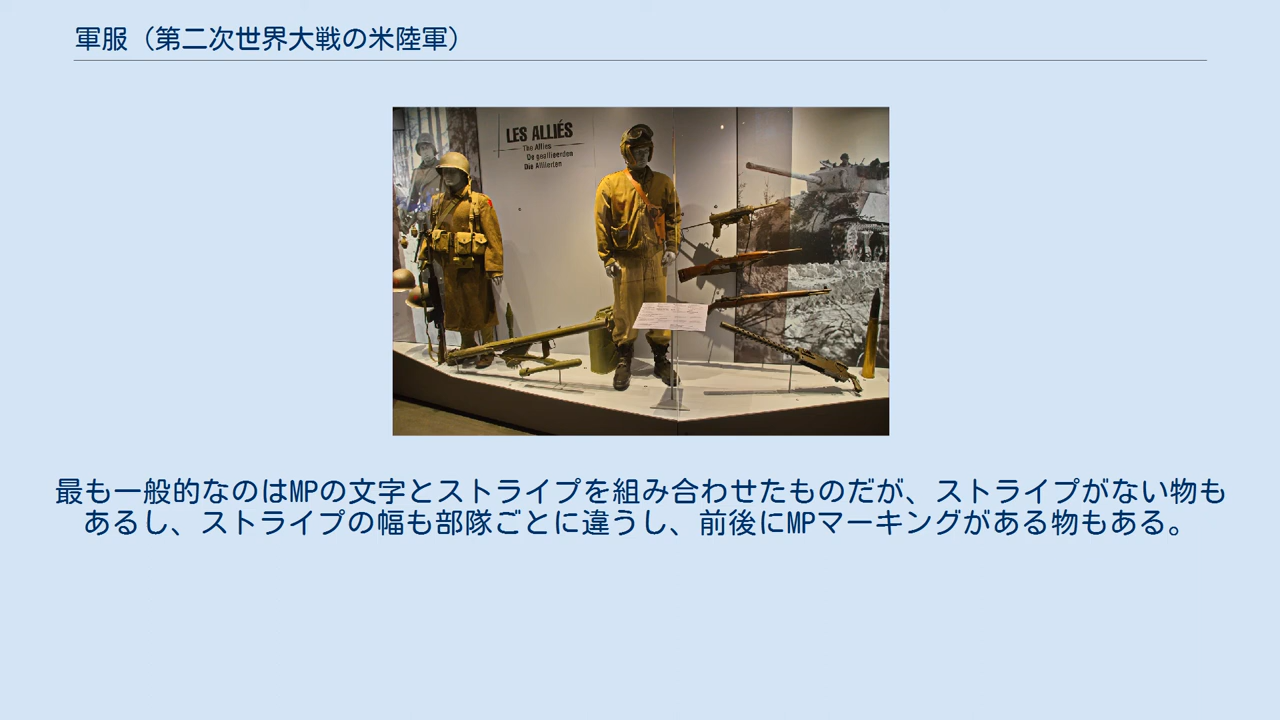 軍服（第二次世界大戦の米陸軍）
LES ALLIÉS
The Allies
De geallieerden
Die Alliierten
最も一般的なのはMPの文字とストライプを組み合わせたものだが、ストライプがない物も
あるし、ストライプの幅も部隊ごとに違うし、前後にMPマーキングがある物もある。